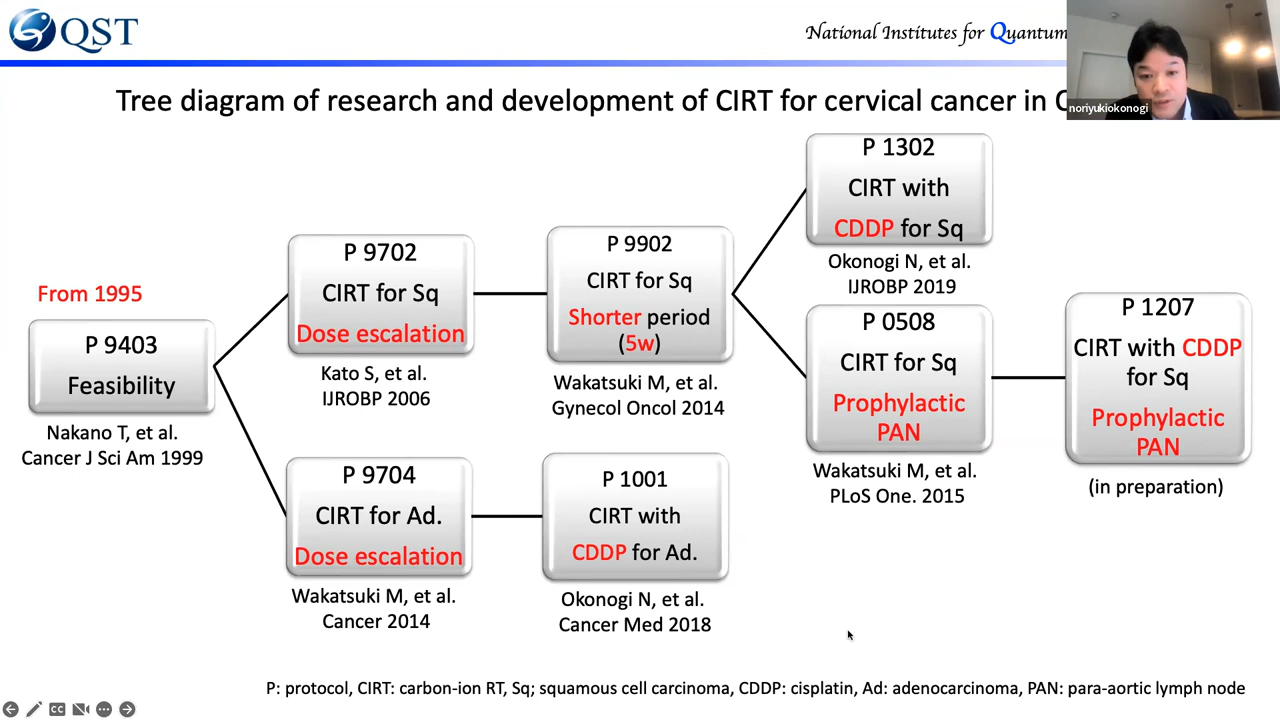 QST
National Institutes for Quantum
noriyukiokonogi
Tree diagram of research and development of CIRT for cervical cancer in
From 1995
P 9403
Feasibility
Nakano T, et al.
Cancer J Sci Am 1999
P 9702
CIRT for Sq
Dose escalation
Kato S, et al.
IJROBP 2006
P 9704
CIRT for Ad.
Dose escalation
Wakatsuki M, et al.
Cancer 2014
P 9902
CIRT for Sq
Shorter period
(5w)
Wakatsuki M, et al.
Gynecol Oncol 2014
P 1001
CIRT with
CDDP for Ad.
Okonogi N, et al.
Cancer Med 2018
P 1302
CIRT with
CDDP for Sq
Okonogi N, et al.
IJROBP 2019
P 0508
CIRT for Sq
Prophylactic
PAN
Wakatsuki M, et al.
PLoS One. 2015
P 1207
CIRT with CDDP
for Sq
Prophylactic
PAN
(in preparation)
P: protocol, CIRT: carbon-ion RT, Sq; squamous cell carcinoma, CDDP: cisplatin, Ad: adenocarcinoma, PAN: para-aortic lymph node
CC